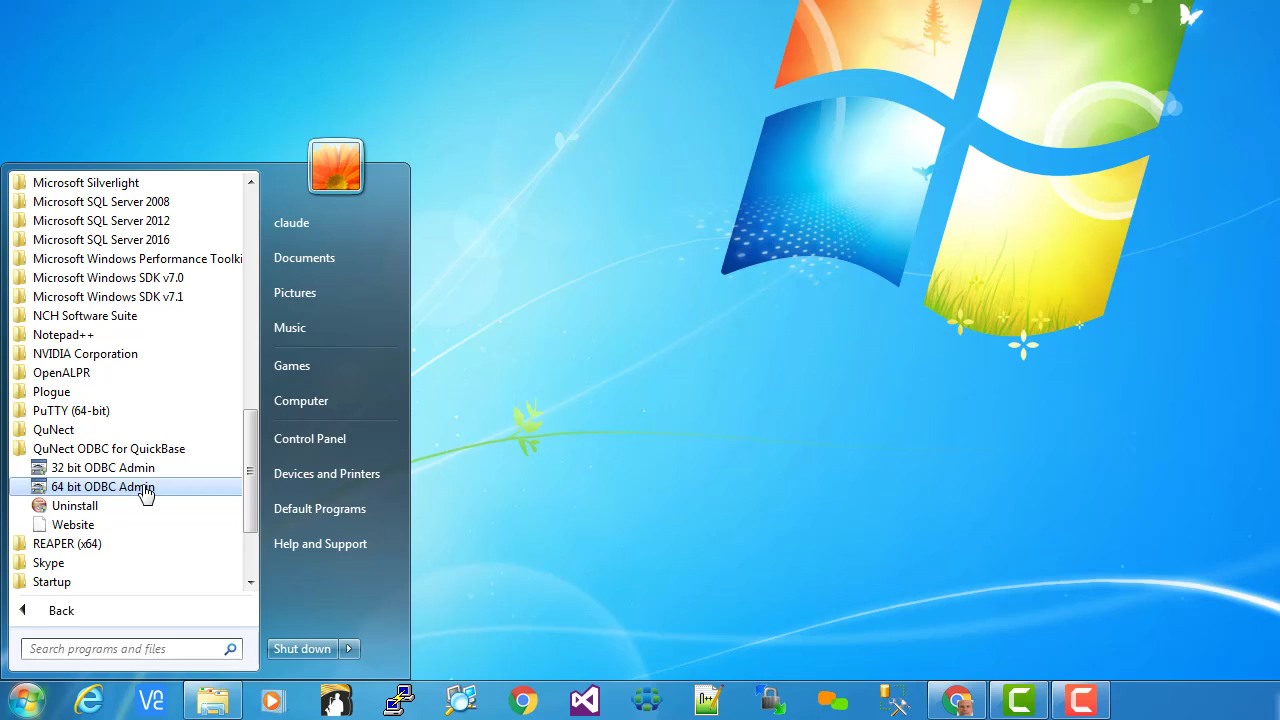 Microsoft Silverlight
Microsoft SQL Server 2008
Microsoft SQL Server 2012
Microsoft SQL Server 2016
Microsoft Windows Performance Toolki
Microsoft Windows SDK v7.0
Microsoft Windows SDK v7.1
NCH Software Suite
Notepad++
NVIDIA Corporation
OpenALPR
Plogue
PuTTY (64-bit)
QuNect
QuNect ODBC for QuickBase
32 bit ODBC Admin
64 bit ODBC Admin
Uninstall
Website
REAPER (x64)
Skype
Startup
Back
Search programs and files
claude
Documents
Pictures
Music
Games
Computer
Control Panel
Devices and Printers
Default Programs
Help and Support
Shut down